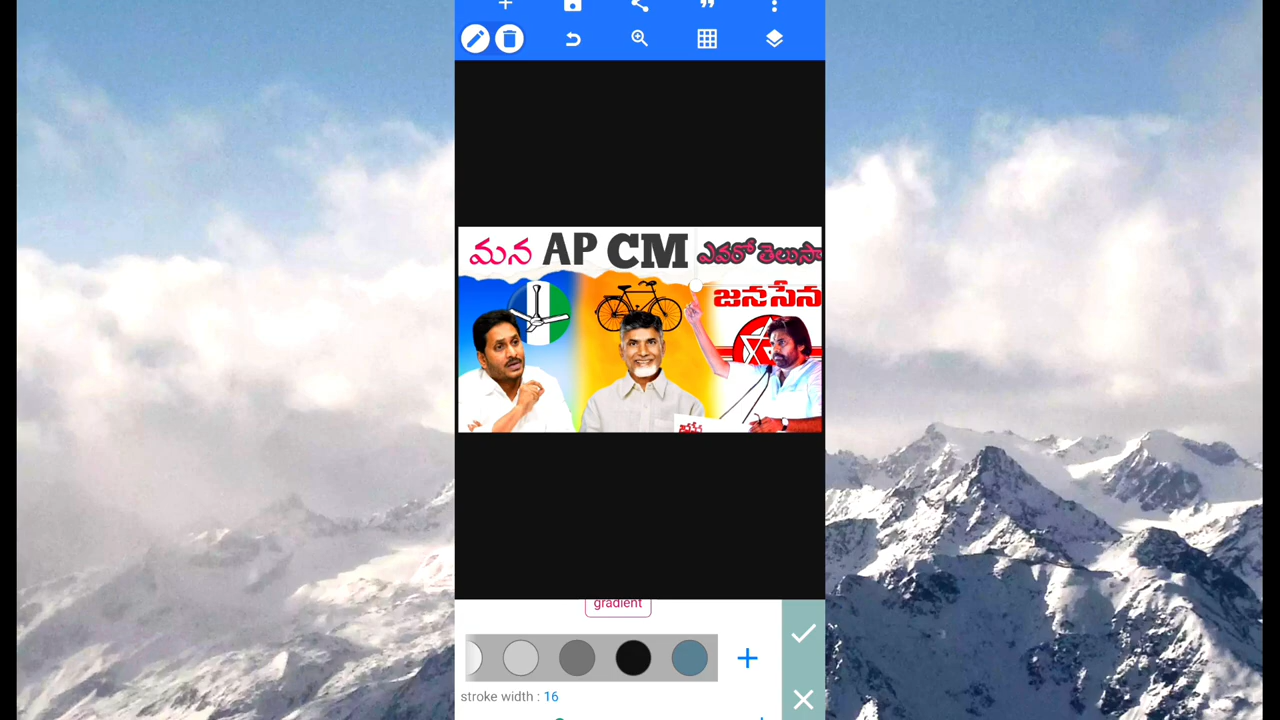 మన AP CM ఎవరో తెలుసా
జనసేన
gradient
stroke width : 16